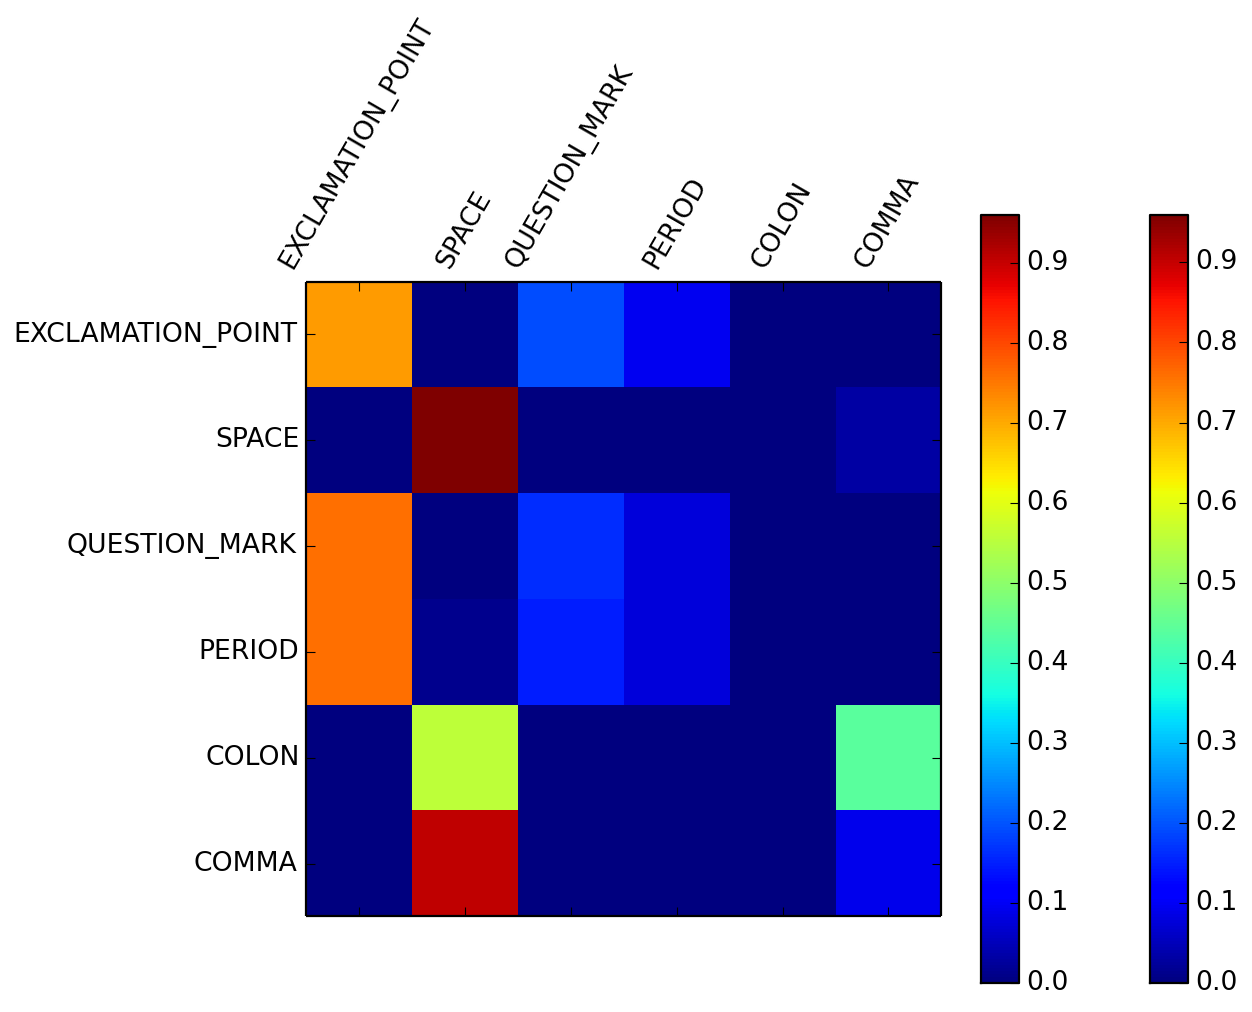 EXCLAMATION_POINT
SPACE
QUESTION_MARK
PERIOD
COLON
COMMA
EXCLAMATION_POINT
SPACE
QUESTION_MARK
PERIOD
COLON
COMMA
0.9
0.8
0.7
0.6
0.5
0.4
0.3
0.2
0.1
0.0
0.9
0.8
0.7
0.6
0.5
0.4
0.3
0.2
0.1
0.0